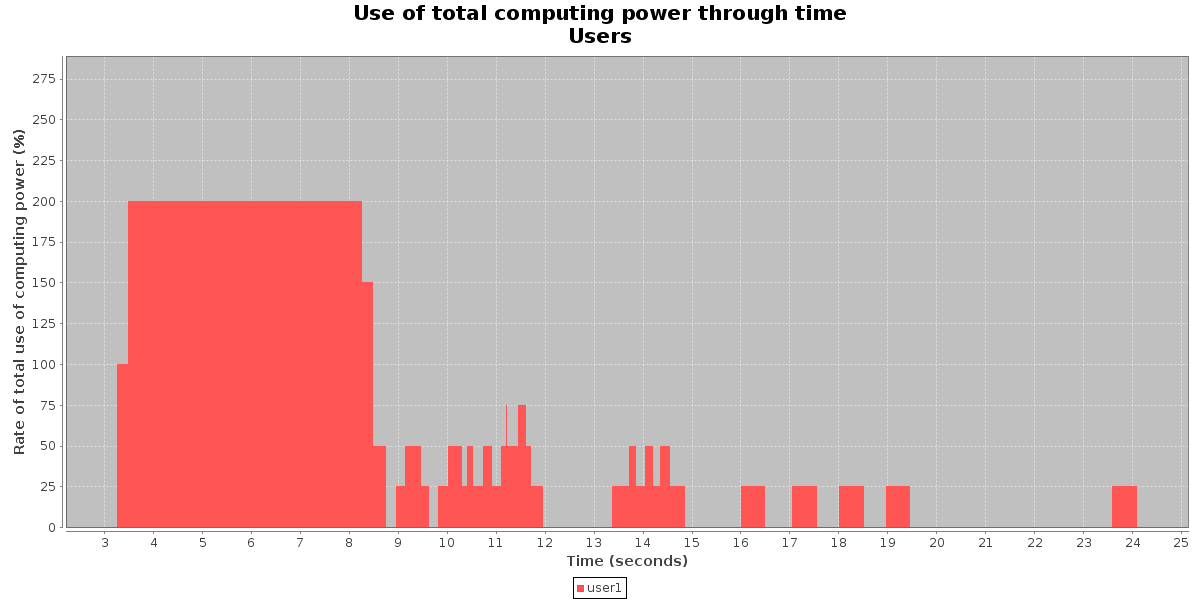 Use of total computing power through time
Users
Rate of total use of computing power (%)
275
250
225
200
175
150
125
100
75
50
25
0
3 4 5 6 7 8 9 10 11 12 13 14 15 16 17 18 19 20 21 22 23 24 25
Time (seconds)
user1